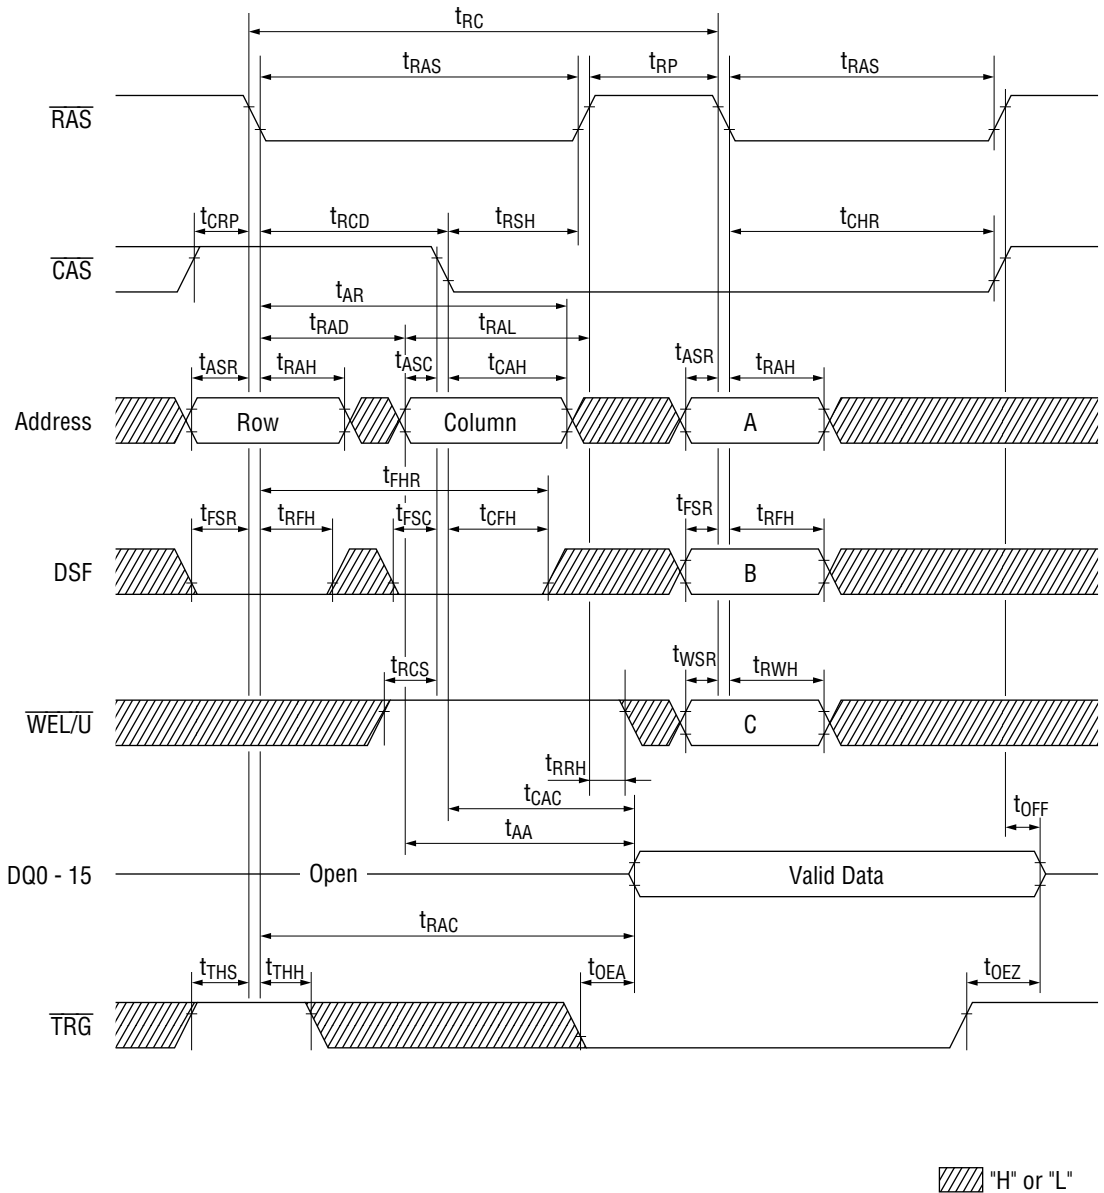 tRC
tRAS tRP tRAS
RAS
tCRP tRCD tRSH tCHR
CAS
tAR
tRAD tRAL
tASR tRAH tASC tCAH tASR tRAH
Address Row Column A
tFHR
tFSR tRFH tFSC tCFH tFSR tRFH
DSF B
tRCS tWSR tRWH
WEL/U C
tRRH
tCAC tOFF
tAA
DQ0 - 15 Open Valid Data
tRAC
tTHS tTHH tOEA tOEZ
TRG
"H" or "L"